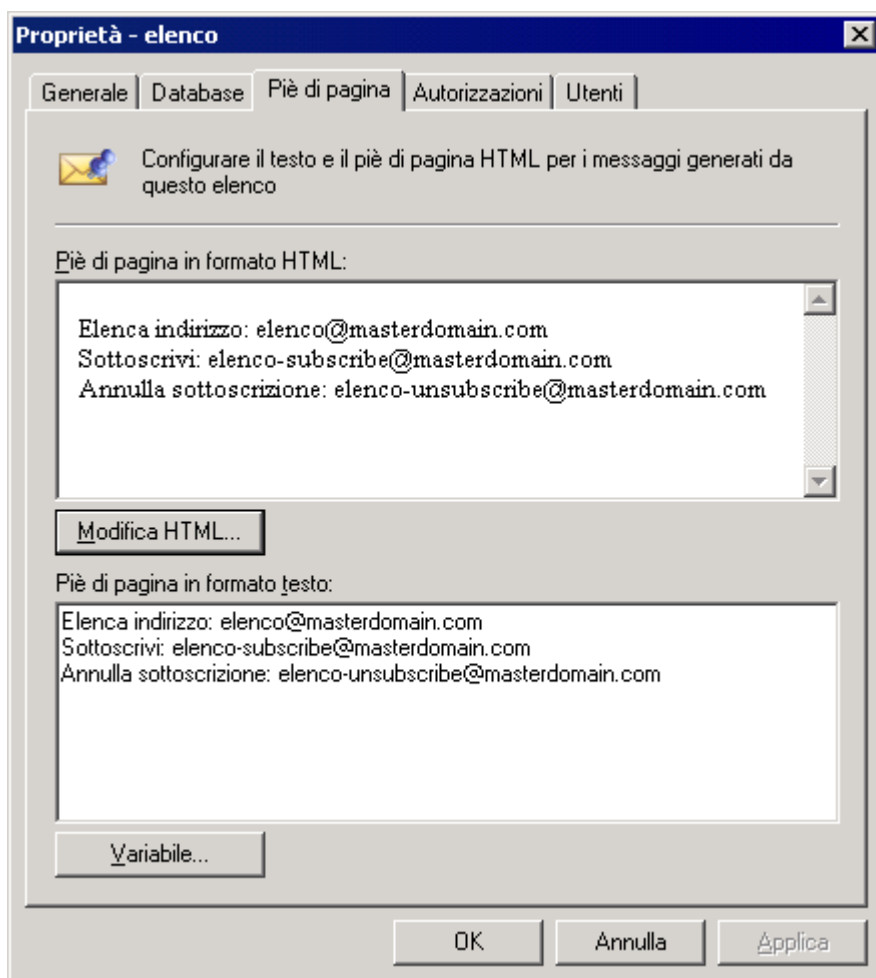 Proprietà - elenco
Generale Database Piè di pagina Autorizzazioni Utenti
Configurare il testo e il piè di pagina HTML per i messaggi generati da
questo elenco
Piè di pagina in formato HTML:
Elenca indirizzo: elenco@masterdomain.com
Sottoscrivi: elenco-subscribe@masterdomain.com
Annulla sottoscrizione: elenco-unsubscribe@masterdomain.com
Modifica HTML...
Piè di pagina in formato testo:
Elenca indirizzo: elenco@masterdomain.com
Sottoscrivi: elenco-subscribe@masterdomain.com
Annulla sottoscrizione: elenco-unsubscribe@masterdomain.com
Variabile...
OK Annulla Applica